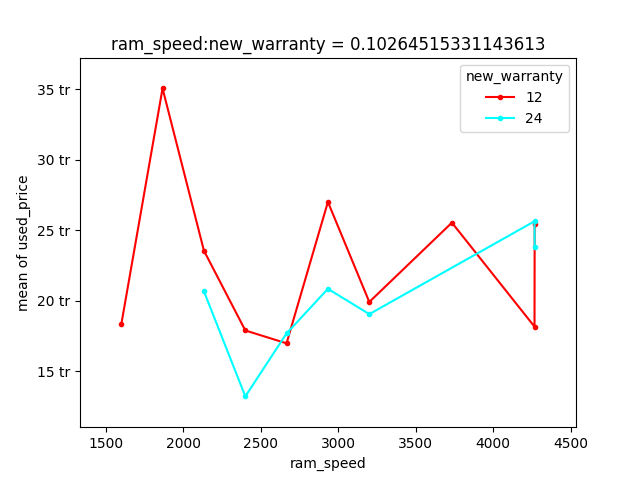 ram_speed:new_warranty = 0.10264515331143613
new_warranty
12
24
35 tr
30 tr
25 tr
20 tr
15 tr
mean of used_price
1500 2000 2500 3000 3500 4000 4500
ram_speed